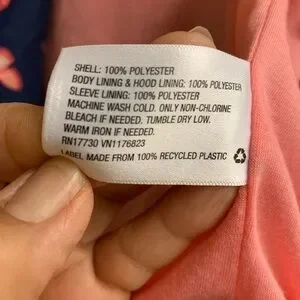 SHELL: 100% POLYESTER
BODY LINING & HOOD LINING: 100% POLYESTER
SLEEVE LINING: 100% POLYESTER
MACHINE WASH COLD. ONLY NON-CHLORINE
BLEACH IF NEEDED. TUMBLE DRY LOW.
WARM IRON IF NEEDED.
RN17730 VN1176823
LABEL MADE FROM 100% RECYCLED PLASTIC